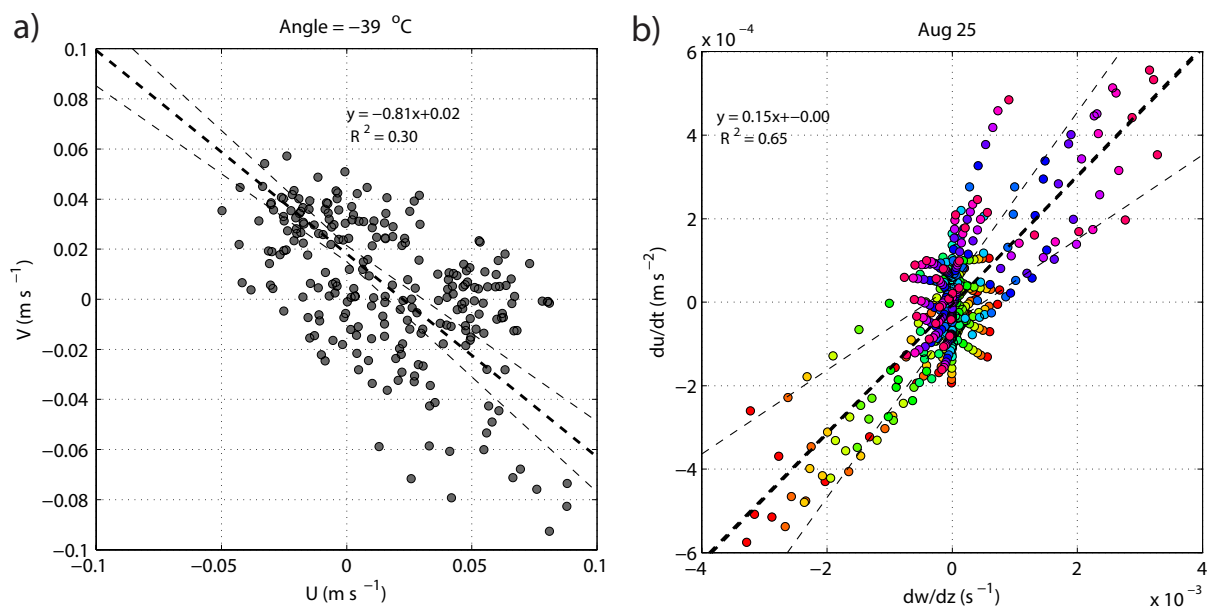 a)
Angle = −39 °C
0.1
0.08
0.06
0.04
0.02
0
−0.02
−0.04
−0.06
−0.08
−0.1
V (m s⁻¹)
y = −0.81x+0.02
R² = 0.30
−0.1 −0.05 0 0.05 0.1
U (m s⁻¹)
b)
Aug 25
x 10⁻⁴
6
4
2
0
−2
−4
−6
du/dt (m s⁻²)
y = 0.15x+−0.00
R² = 0.65
−4 −2 0 2 4
x 10⁻³
dw/dz (s⁻¹)